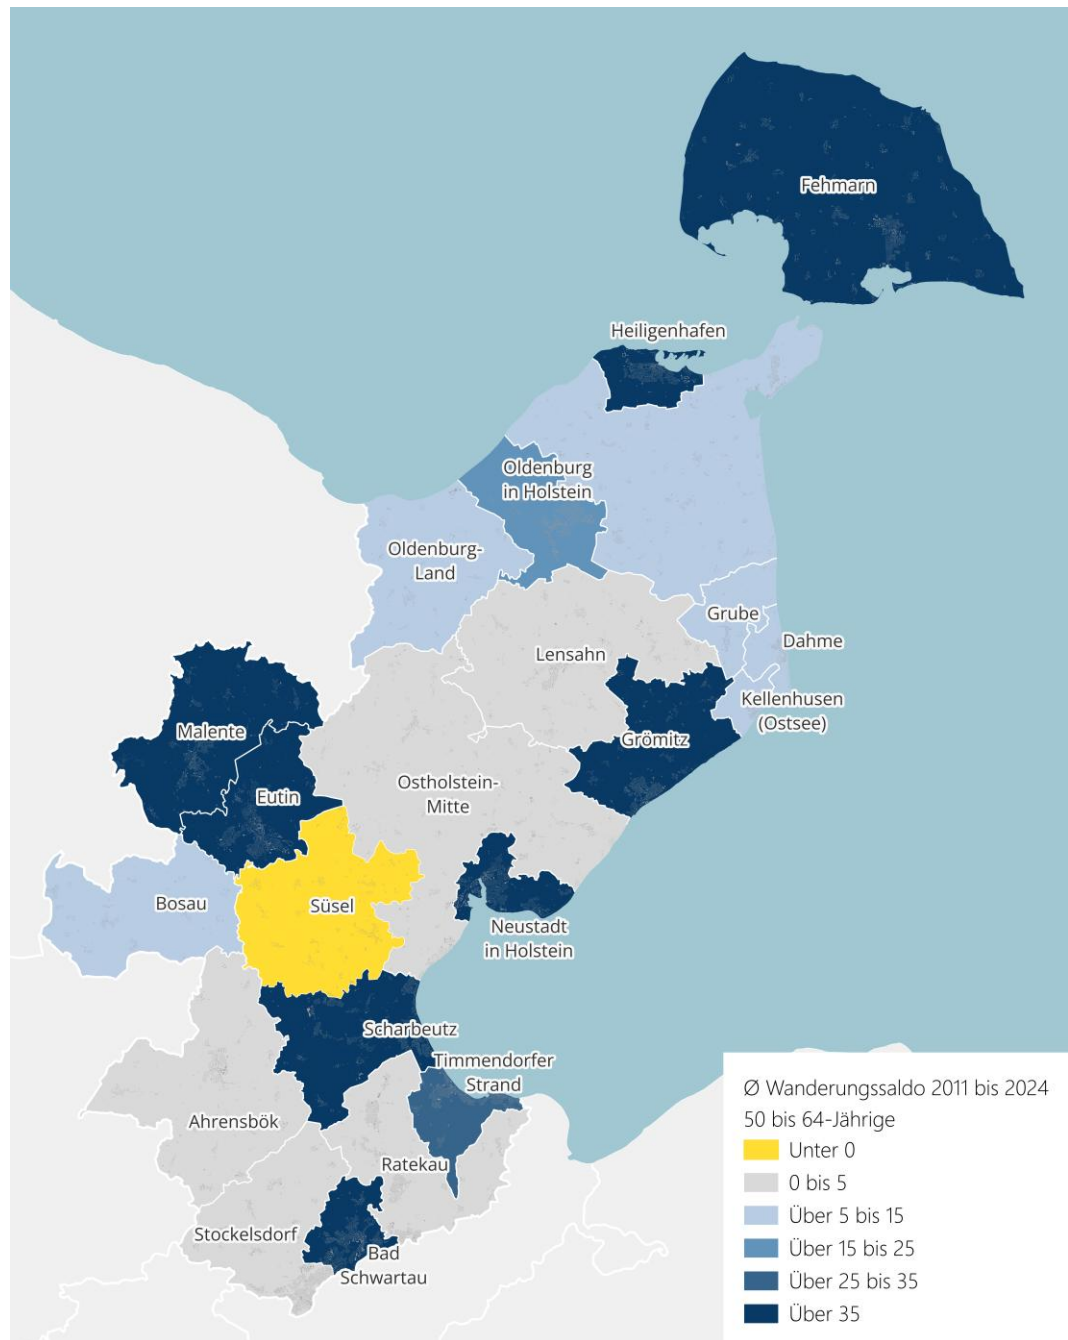 Fehmarn
Heiligenhafen
Oldenburg
in Holstein
Oldenburg-
Land
Grube
Dahme
Lensahn
Kellenhusen
(Ostsee)
Malente
Grömitz
Ostholstein-
Mitte
Eutin
Bosau
Süsel
Neustadt
in Holstein
Scharbeutz
Timmendorfer
Strand
Ahrensbök
Ratekau
Stockelsdorf
Bad
Schwartau
Ø Wanderungssaldo 2011 bis 2024
50 bis 64-Jährige
Unter 0
0 bis 5
Über 5 bis 15
Über 15 bis 25
Über 25 bis 35
Über 35